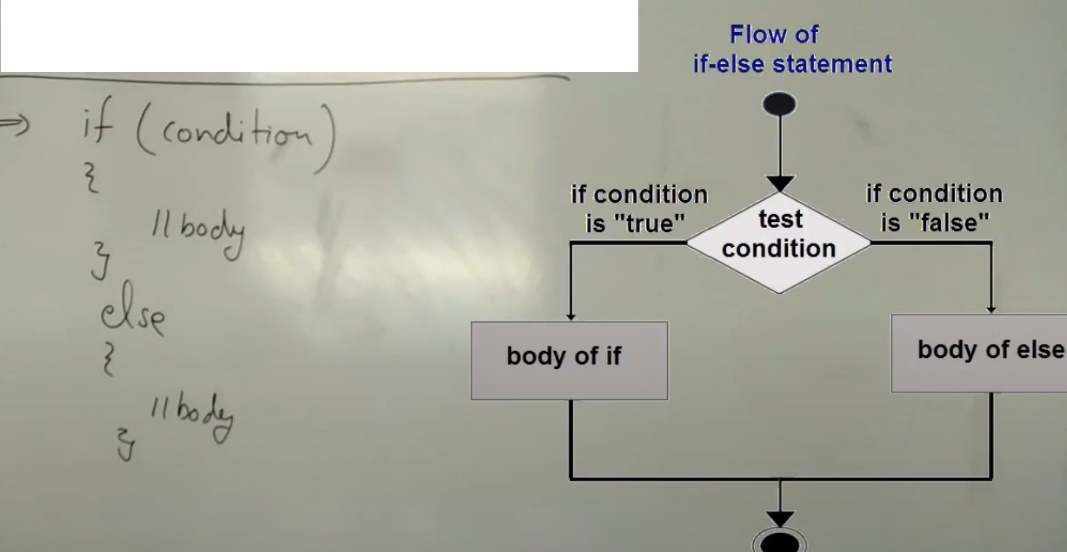 ⇒ if (condition)
{
//body
}
else
{
//body
}
Flow of
if-else statement
if condition
is "true"
test
condition
if condition
is "false"
body of if
body of else